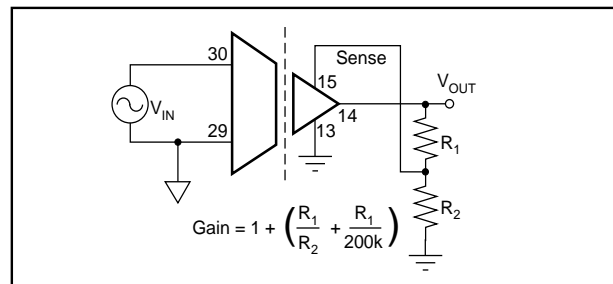 30
Sense
15
V_OUT
V_IN
14
29
13
R_1
R_2
Gain = 1 + (R_1/R_2 + R_1/200k)